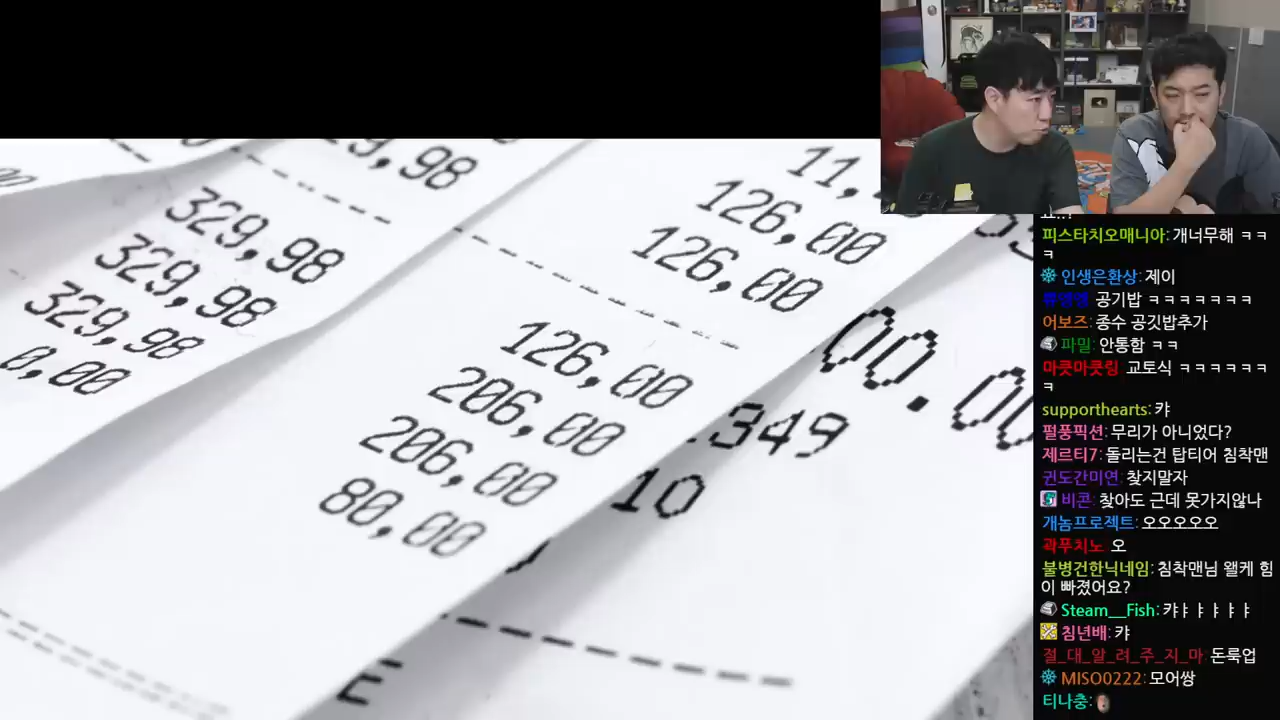 329,98
329,98
329,98
0,00
126,00
126,00
126,00
206,00
206,00
80,00
349
10
피스타치오매니아: 개너무해 ㅋㅋ
ㅋ
인생은환상: 제이
공기밥 ㅋㅋㅋㅋㅋㅋㅋ
어보즈: 종수 공깃밥추가
파밀: 안통함 ㅋㅋ
마큿마큿링 교토식 ㅋㅋㅋㅋㅋㅋ
ㅋ
supporthearts: 캬
펄풍픽션: 무리가 아니었다?
제르티7: 돌리는건 탑티어 침착맨
귄도간미연: 찾지말자
비콘: 찾아도 근데 못가지않나
개놈프로젝트: 오오오오오
곽푸치노 오
불병건한닉네임: 침착맨님 왤케 힘
이 빠졌어요?
Steam__Fish: 캬ㅑㅑㅑㅑㅑ
침년배: 캬
절_대_알_려_주_지_마 돈룩업
MISO0222: 모어쌍
티나충: